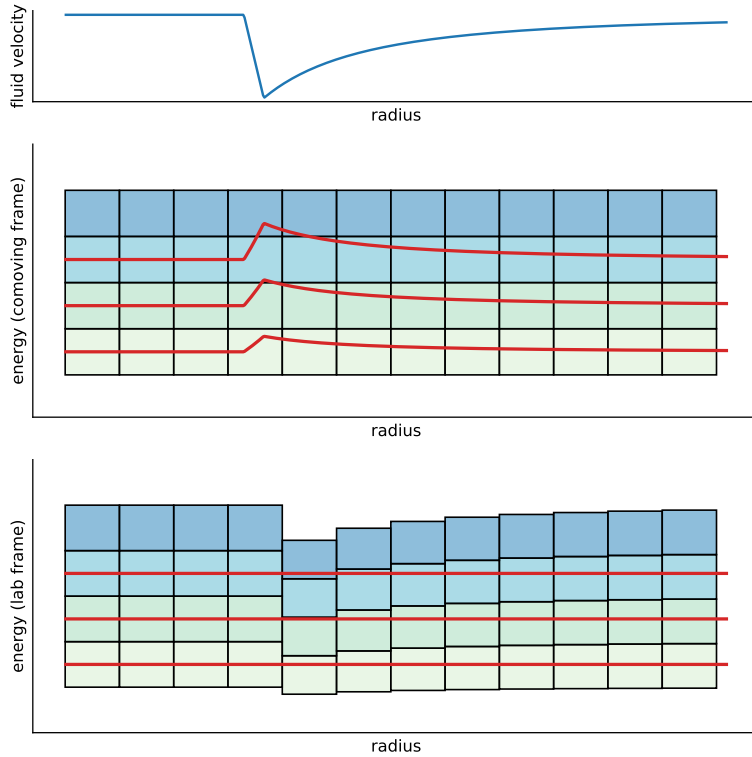 fluid velocity
radius
energy (comoving frame)
radius
energy (lab frame)
radius